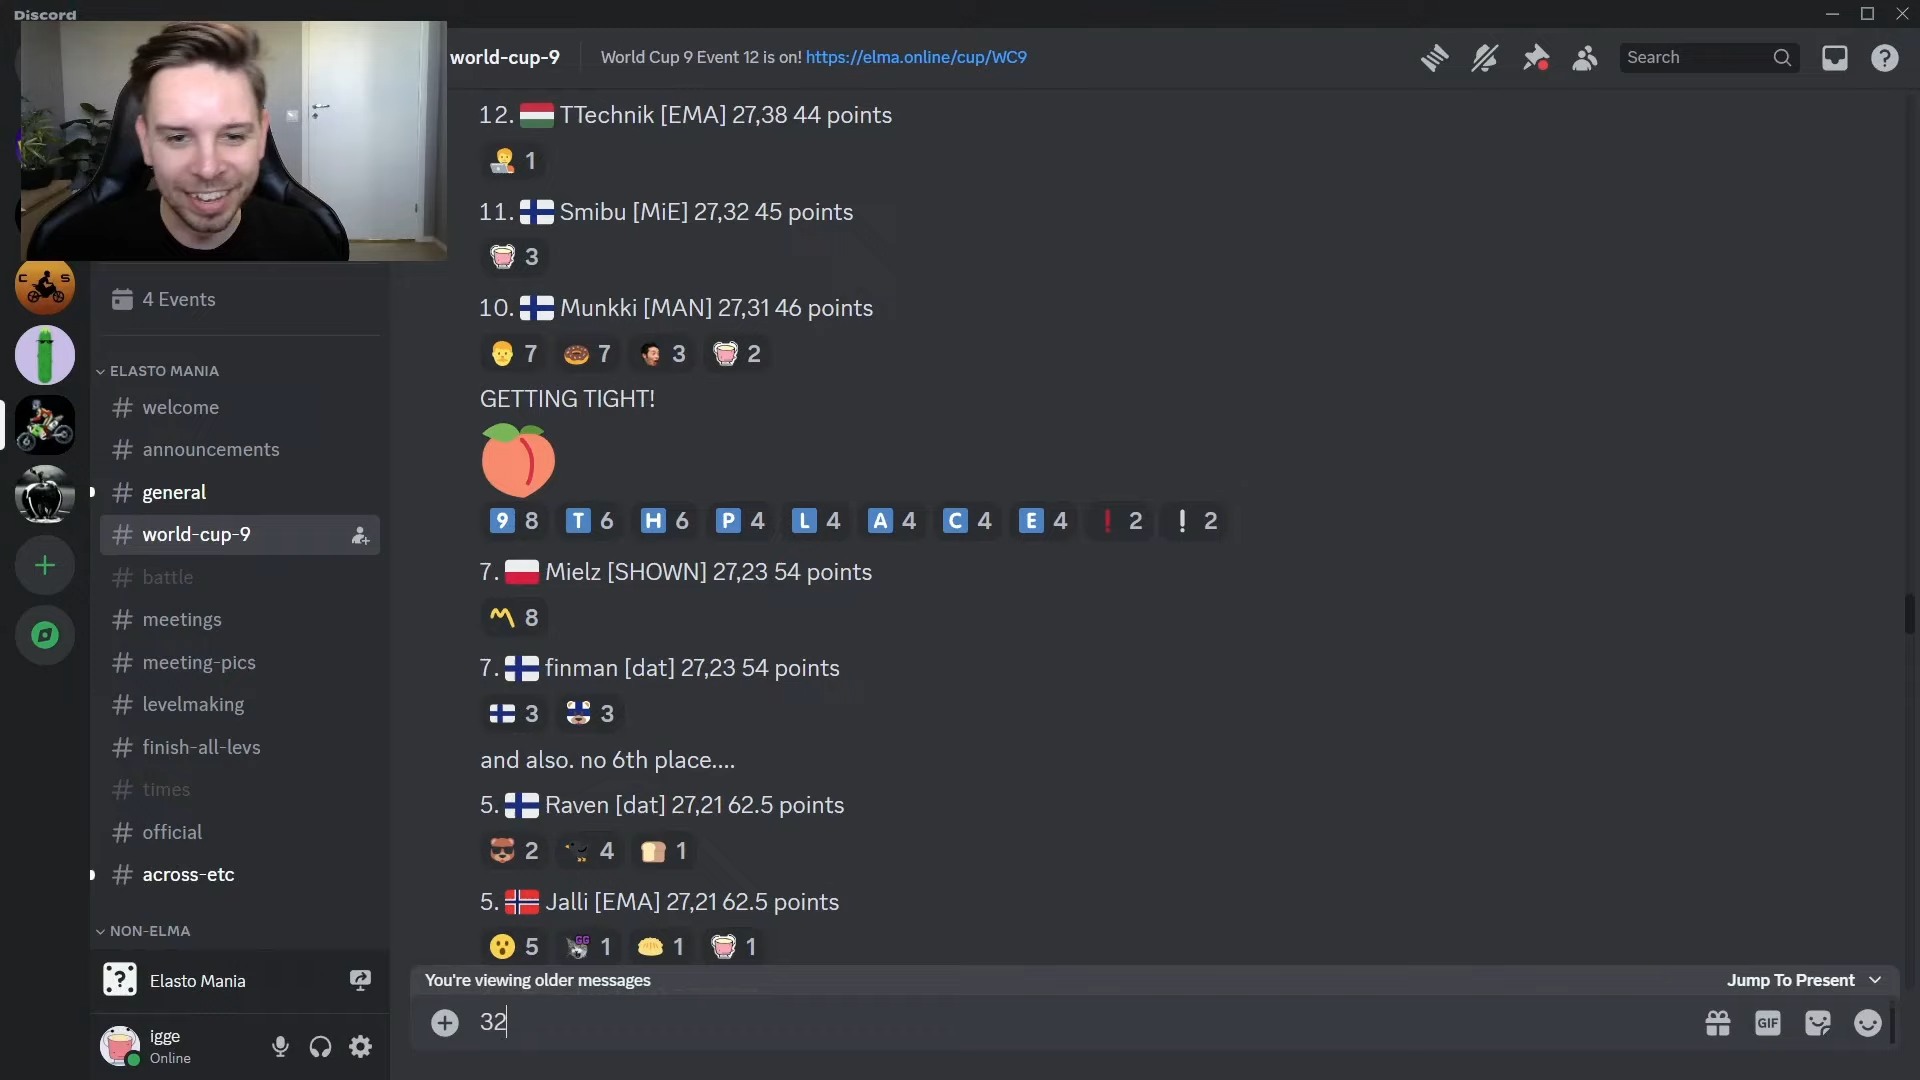 Discord
world-cup-9
World Cup 9 Event 12 is on! https://elma.online/cup/WC9
Search
12. TTechnik [EMA] 27,38 44 points
1
11. Smibu [MiE] 27,32 45 points
3
10. Munkki [MAN] 27,31 46 points
7 7 3 2
GETTING TIGHT!
9 8 T 6 H 6 P 4 L 4 A 4 C 4 E 4 ! 2 ! 2
7. Mielz [SHOWN] 27,23 54 points
8
7. finman [dat] 27,23 54 points
3 3
and also. no 6th place....
5. Raven [dat] 27,21 62.5 points
2 4 1
5. Jalli [EMA] 27,21 62.5 points
5 GG 1 1 1
You're viewing older messages
Jump To Present
32
GIF
C S
4 Events
ELASTO MANIA
# welcome
# announcements
# general
# world-cup-9
# battle
# meetings
# meeting-pics
# levelmaking
# finish-all-levs
# times
# official
# across-etc
NON-ELMA
? Elasto Mania
igge
Online